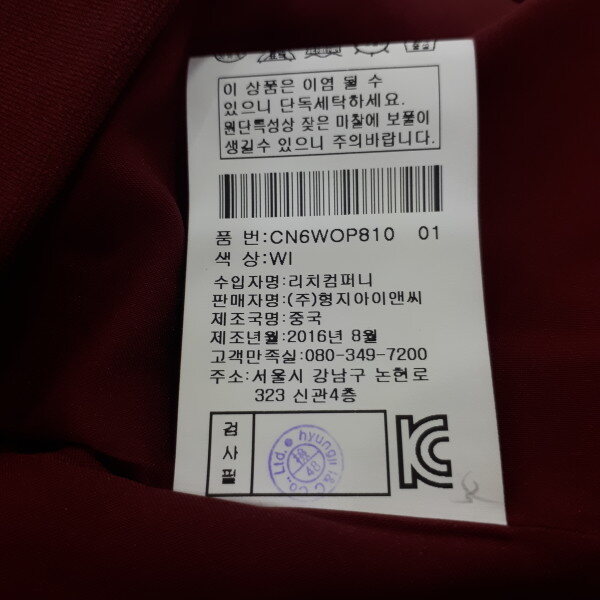 이 상품은 이염 될 수
있으니 단독세탁하세요.
원단특성상 잦은 마찰에 보풀이
생길수 있으니 주의바랍니다.
품 번:CN6WOP810 01
색 상:WI
수입자명:리치컴퍼니
판매자명:(주)형지아이앤씨
제조국명:중국
제조년월:2016년 8월
고객만족실:080-349-7200
주소:서울시 강남구 논현로
323 신관4층
검
사
필
hyungji I&C Co., Ltd.
48